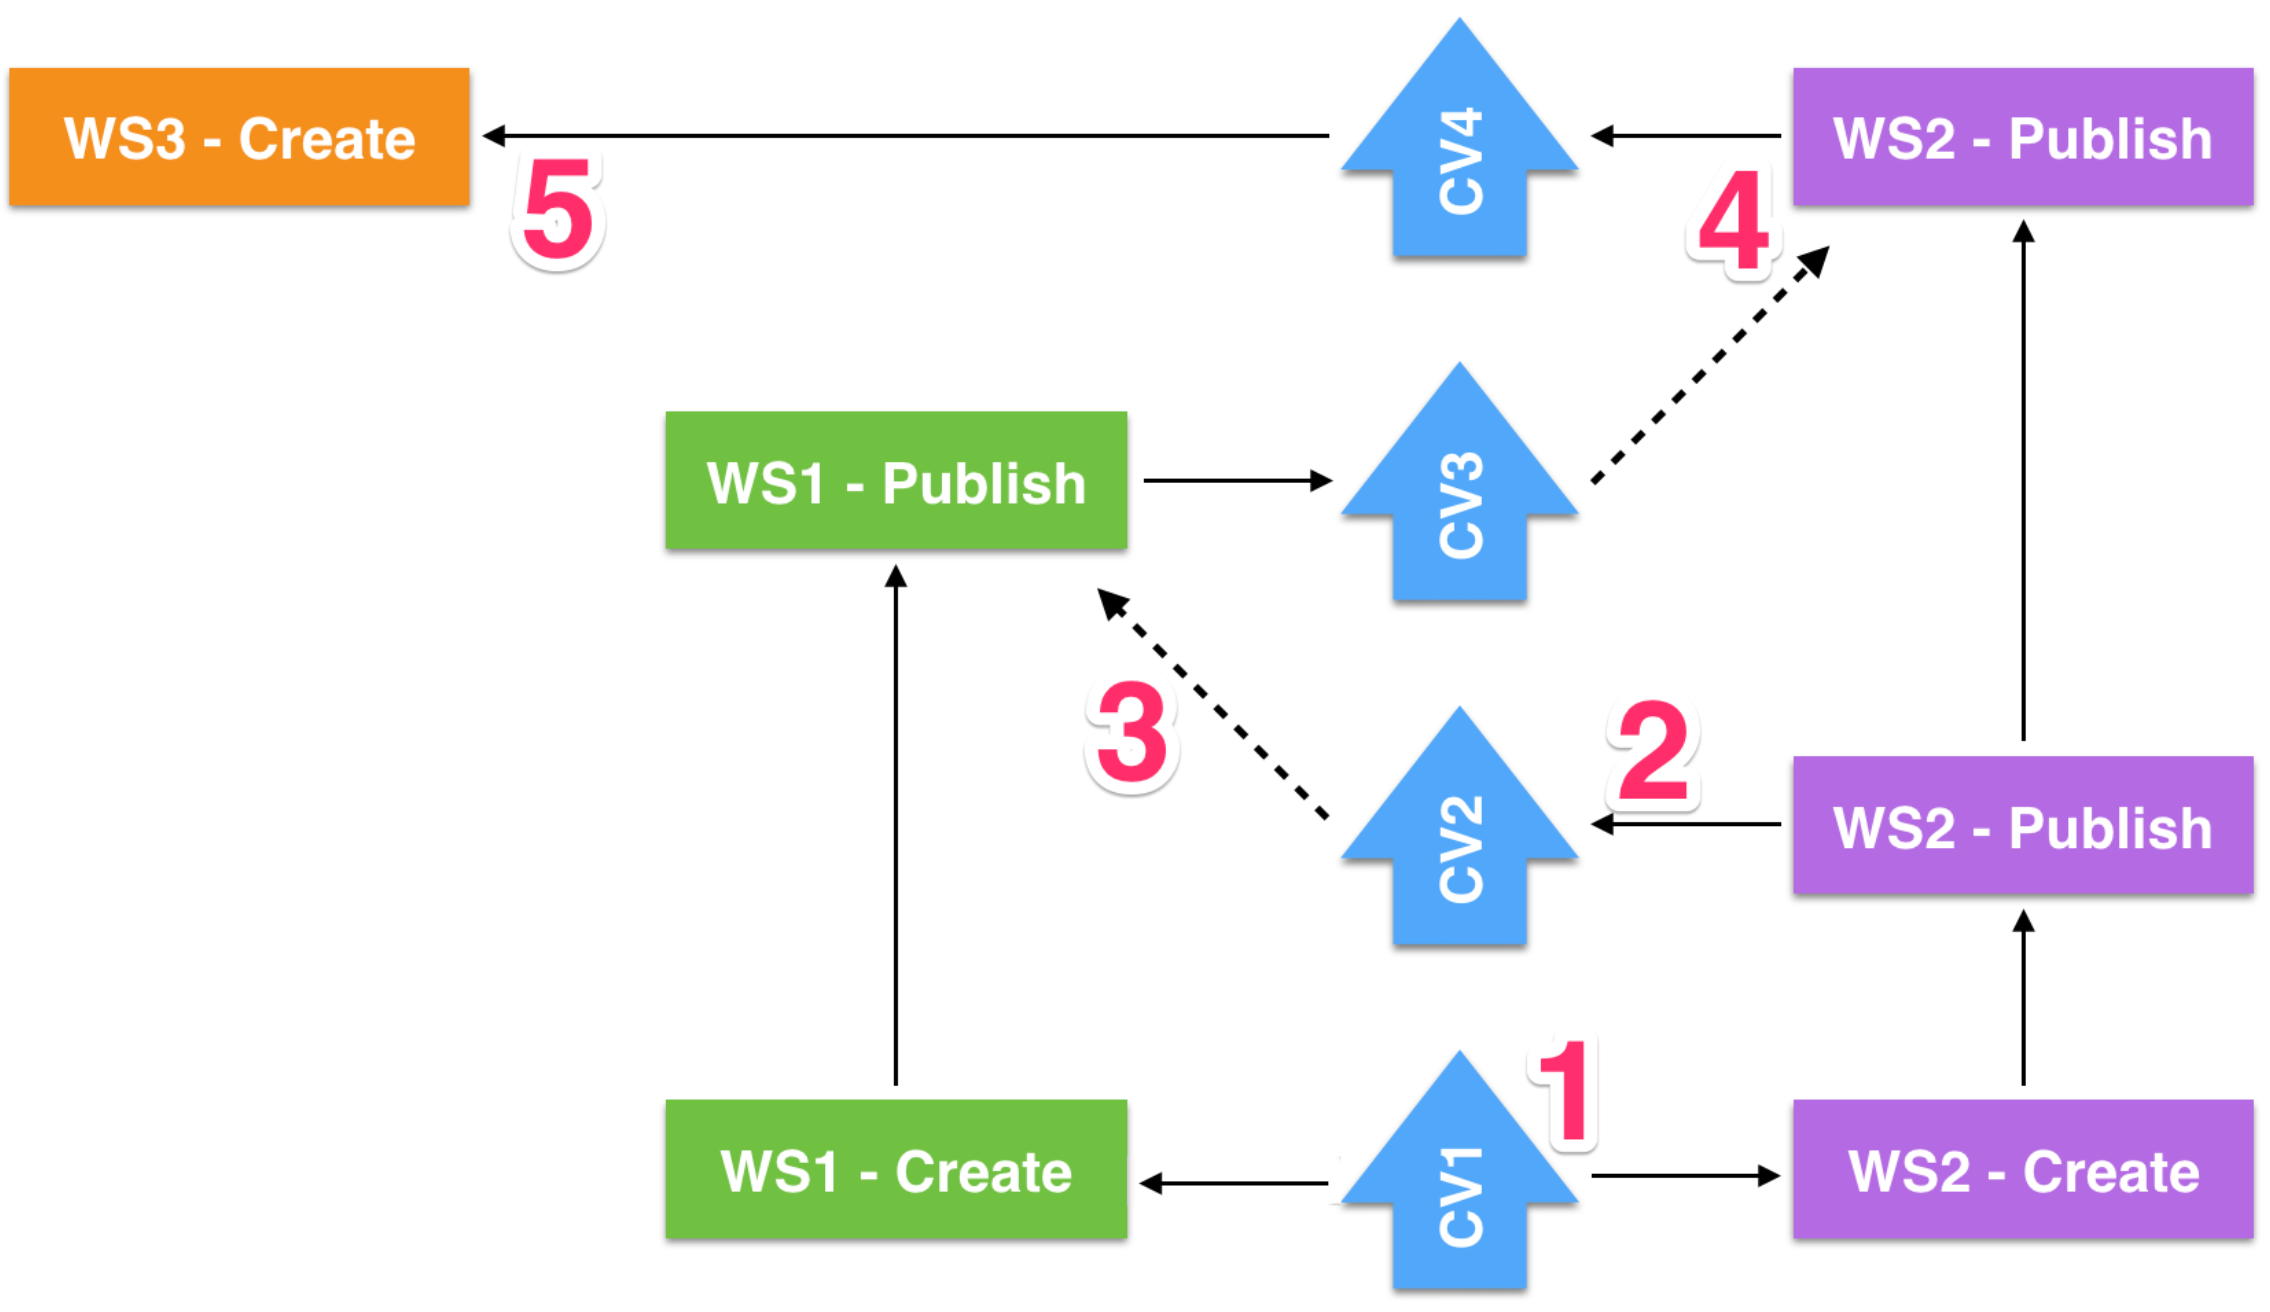 WS3 - Create
CV4
WS2 - Publish
5
4
WS1 - Publish
CV3
3
2
CV2
WS2 - Publish
1
WS1 - Create
CV1
WS2 - Create